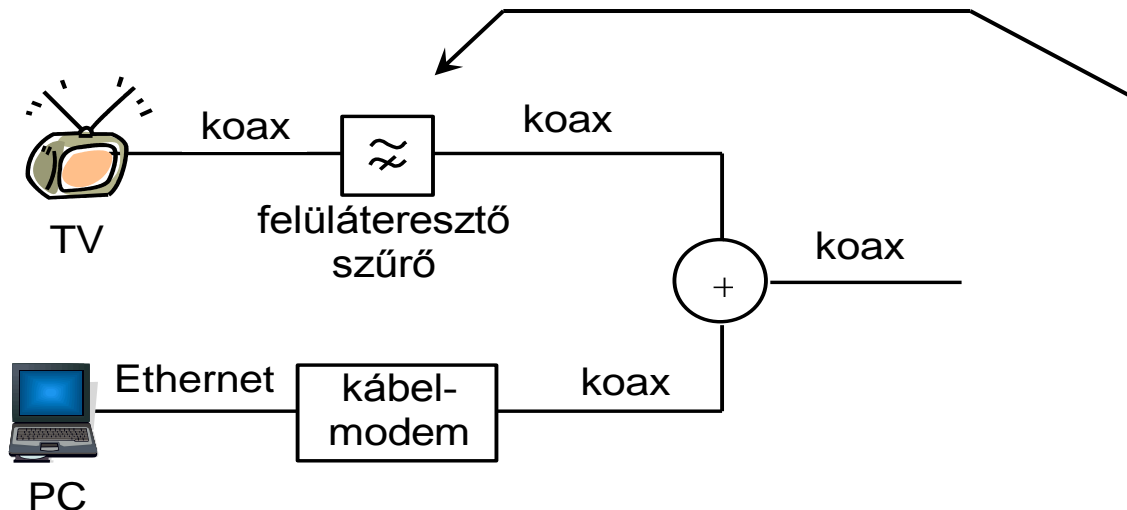 koax
koax
felüláteresztő
szűrő
TV
koax
+
Ethernet
kábel-
modem
koax
PC